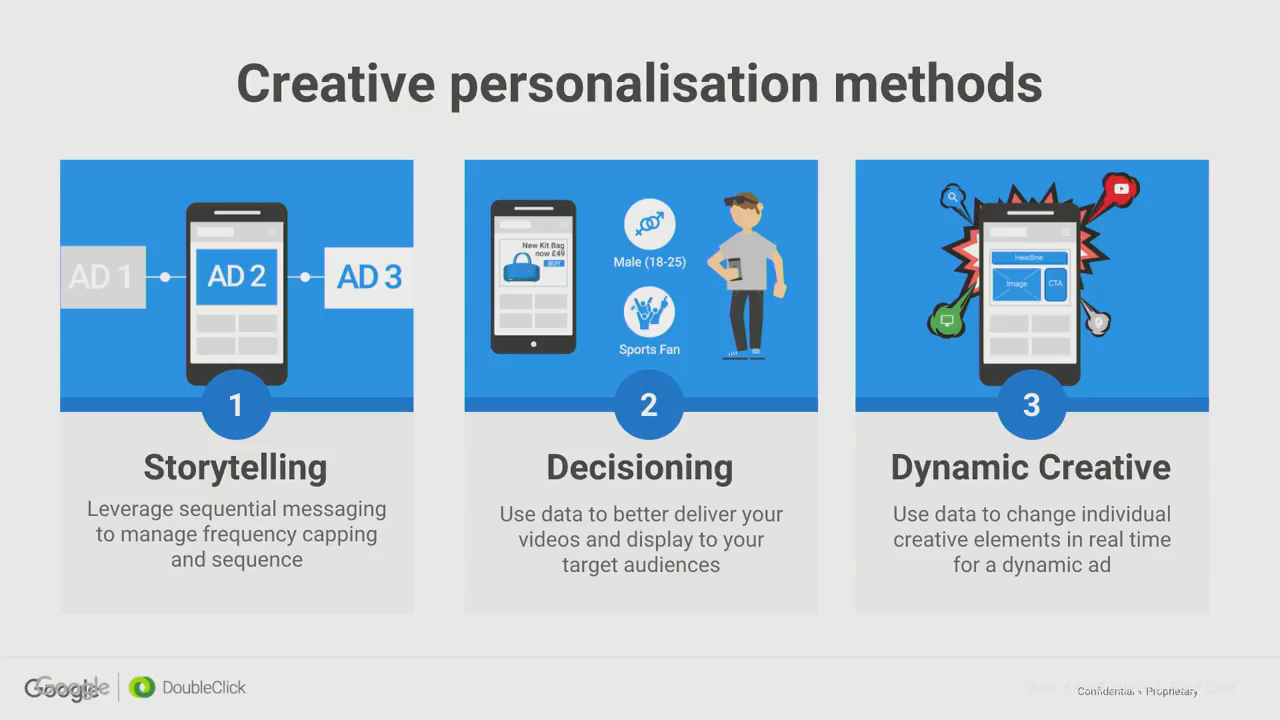 Creative personalisation methods
AD 1
AD 2
AD 3
1
Storytelling
Leverage sequential messaging
to manage frequency capping
and sequence
New Kit Bag
now £49
BUY
Male (18-25)
Sports Fan
2
Decisioning
Use data to better deliver your
videos and display to your
target audiences
Headline
Image
CTA
3
Dynamic Creative
Use data to change individual
creative elements in real time
for a dynamic ad
Google
DoubleClick
Confidential + Proprietary